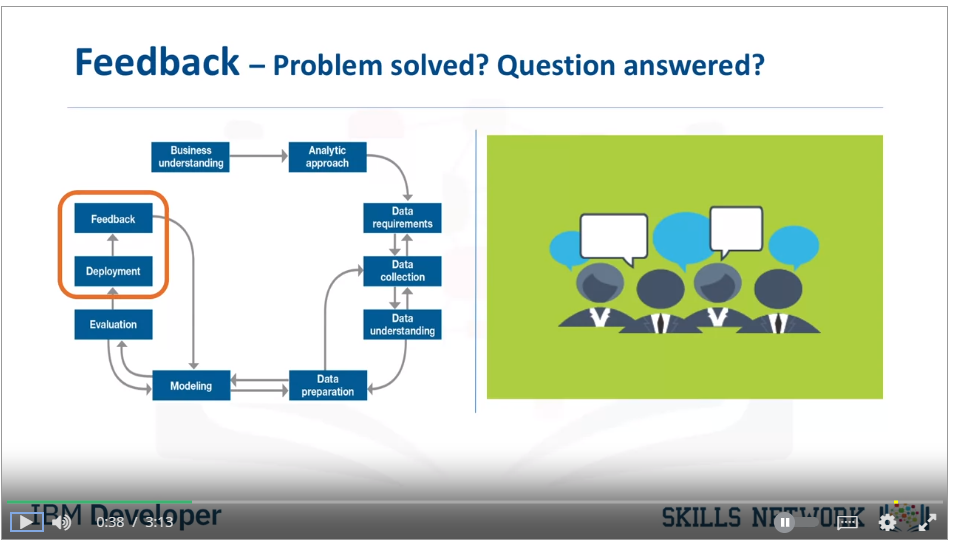 Feedback – Problem solved? Question answered?
Business
understanding
Analytic
approach
Feedback
Data
requirements
Deployment
Data
collection
Evaluation
Data
understanding
Modeling
Data
preparation
IBM Developer
SKILLS NETWORK
0:38 / 3:13